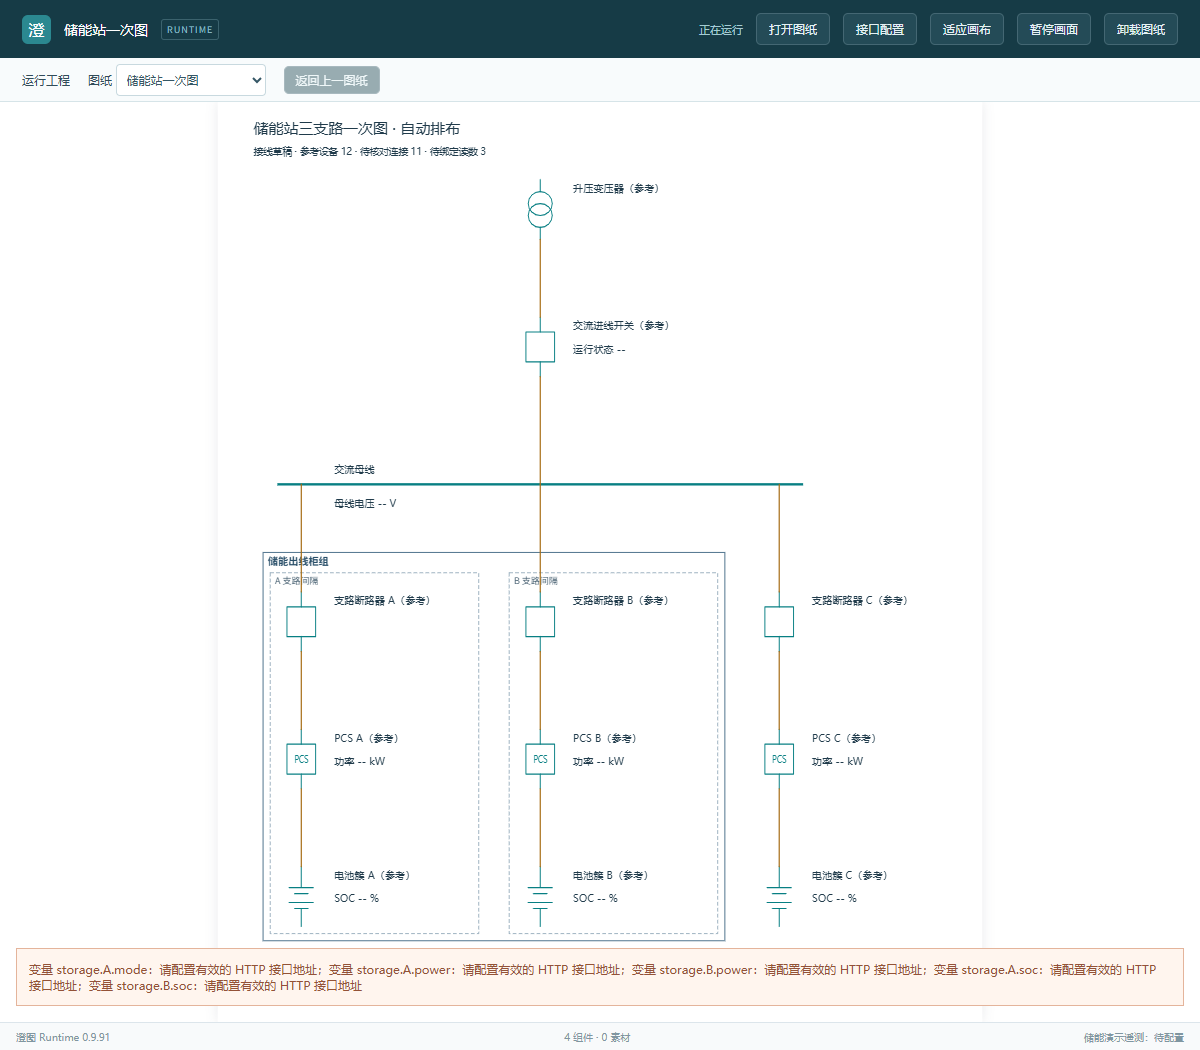 澄
储能站一次图
RUNTIME
正在运行
打开图纸
接口配置
适应画布
暂停画面
卸载图纸
运行工程
图纸
储能站一次图
返回上一图纸
储能站三支路一次图 · 自动排布
接线草稿 · 参考设备 12 · 待核对连接 11 · 待绑定读数 3
升压变压器（参考）
交流进线开关（参考）
运行状态 --
交流母线
母线电压 -- V
储能出线柜组
A 支路间隔
B 支路间隔
支路断路器 A（参考）
支路断路器 B（参考）
支路断路器 C（参考）
PCS A（参考）
PCS B（参考）
PCS C（参考）
PCS
功率 -- kW
PCS
功率 -- kW
PCS
功率 -- kW
电池簇 A（参考）
电池簇 B（参考）
电池簇 C（参考）
SOC -- %
SOC -- %
SOC -- %
变量 storage.A.mode：请配置有效的 HTTP 接口地址；变量 storage.A.power：请配置有效的 HTTP 接口地址；变量 storage.B.power：请配置有效的 HTTP 接口地址；变量 storage.A.soc：请配置有效的 HTTP
接口地址；变量 storage.B.soc：请配置有效的 HTTP 接口地址
澄图 Runtime 0.9.91
4 组件 · 0 素材
储能演示遥测：待配置